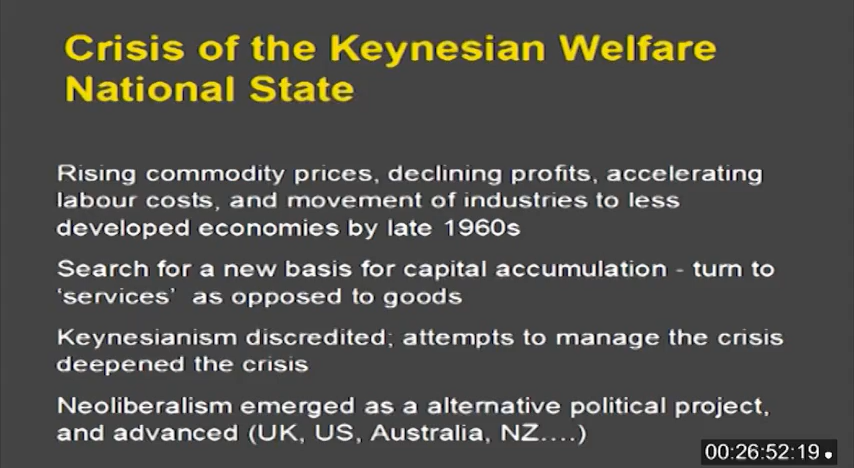 Crisis of the Keynesian Welfare
National State
Rising commodity prices, declining profits, accelerating
labour costs, and movement of industries to less
developed economies by late 1960s
Search for a new basis for capital accumulation - turn to
‘services’ as opposed to goods
Keynesianism discredited; attempts to manage the crisis
deepened the crisis
Neoliberalism emerged as a alternative political project,
and advanced (UK, US, Australia, NZ….)
00:26:52:19